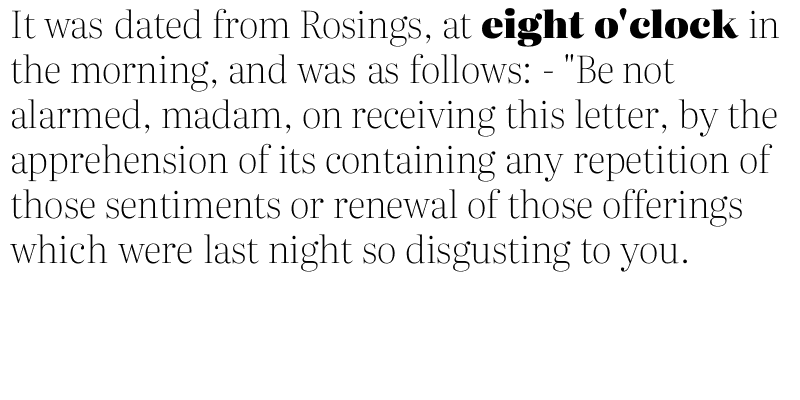 It was dated from Rosings, at eight o'clock in
the morning, and was as follows: - "Be not
alarmed, madam, on receiving this letter, by the
apprehension of its containing any repetition of
those sentiments or renewal of those offerings
which were last night so disgusting to you.